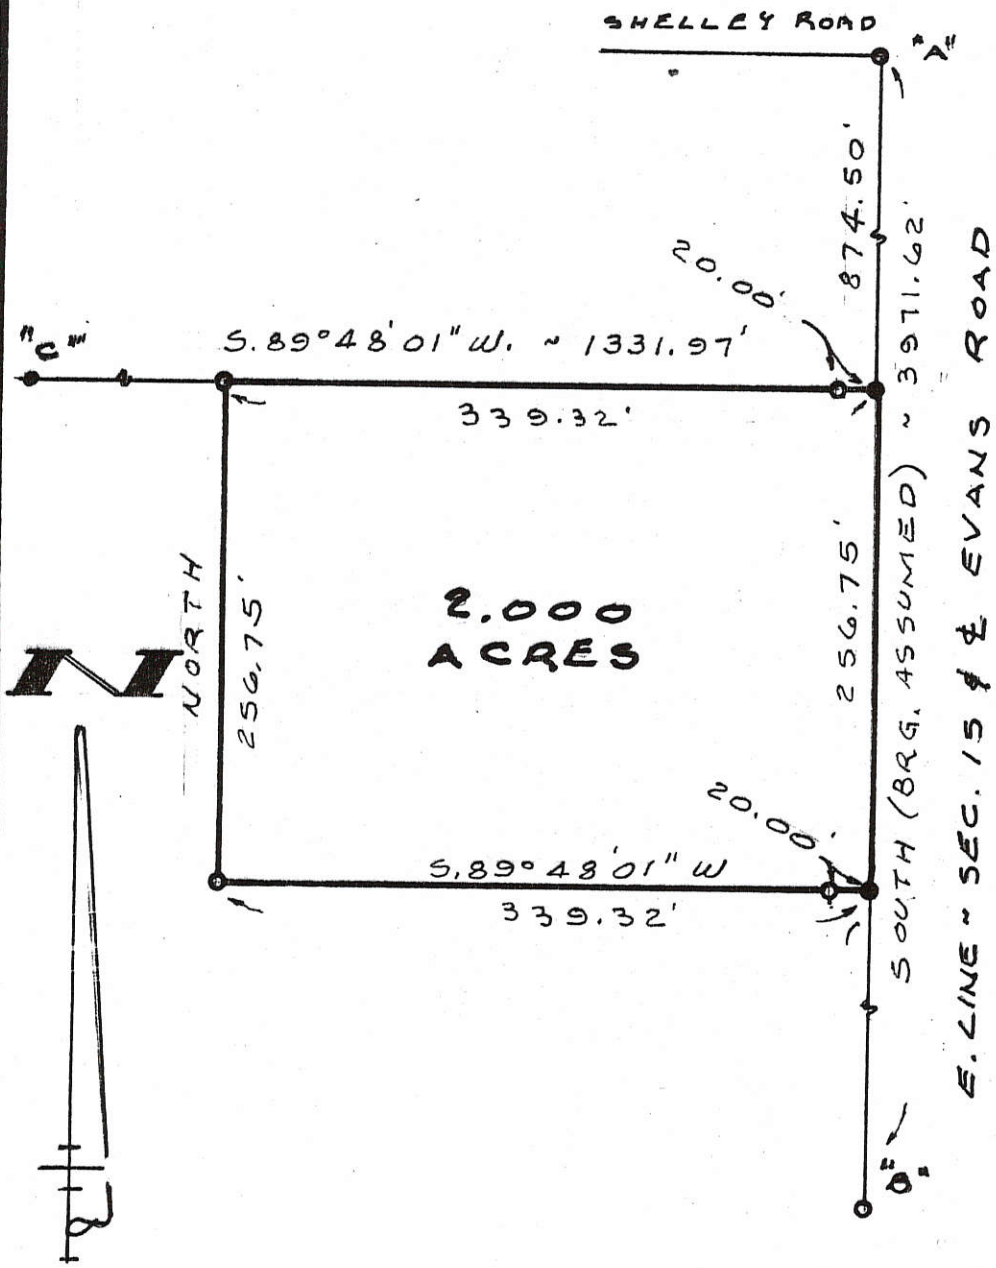 SHELLEY ROAD
"A"
874.50'
20.00'
"C"
S.89°48'01"W. ~ 1331.97'
339.32'
NORTH
256.75'
2.000
ACRES
256.75'
SOUTH (BRG. ASSUMED) ~ 3971.62'
E. LINE ~ SEC. 15 & ℄ EVANS ROAD
N
20.00'
S.89°48'01" W
339.32'
"B"